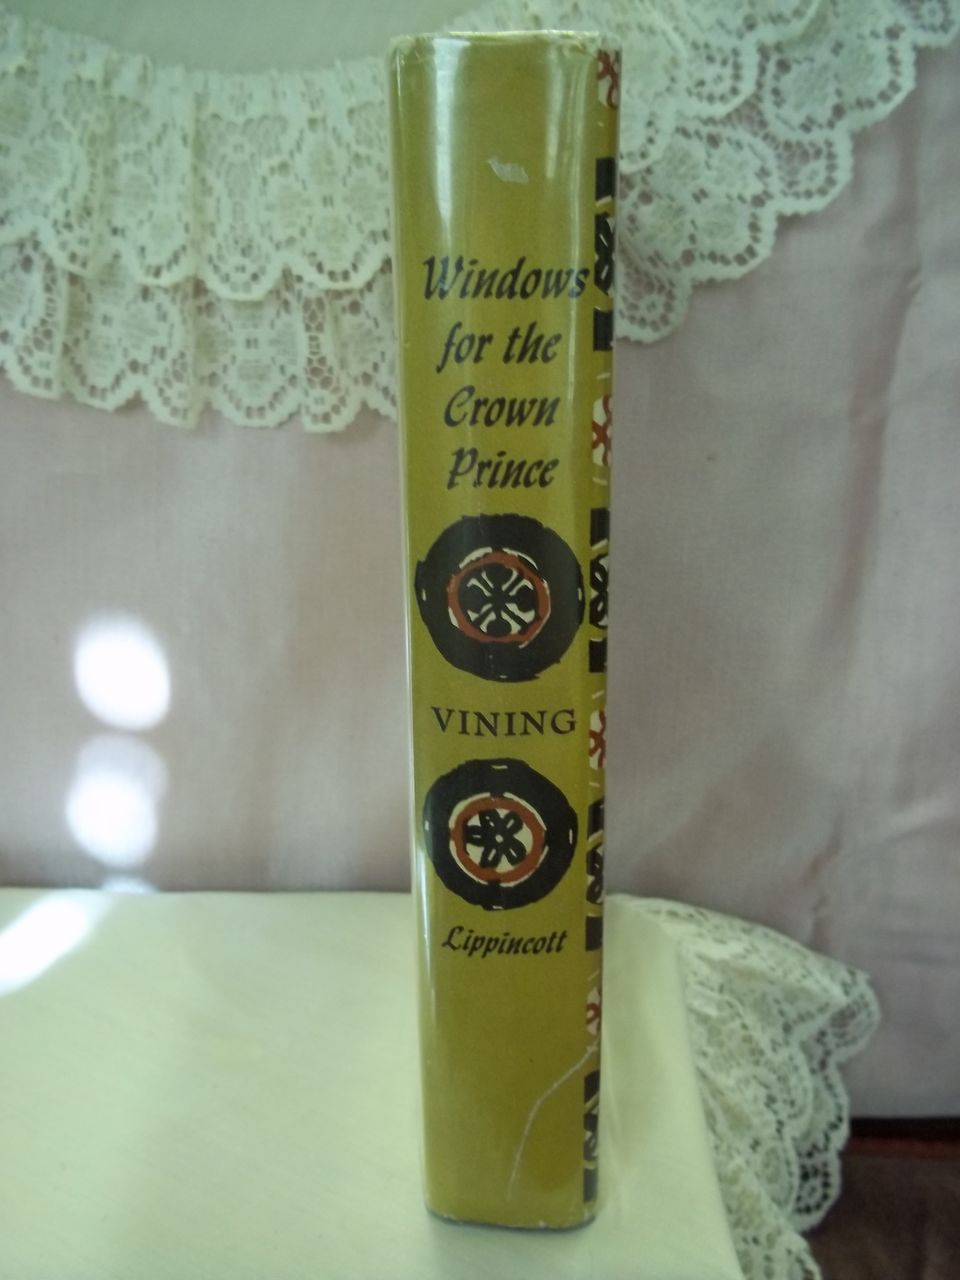 Windows
for the
Crown
Prince
VINING
Lippincott